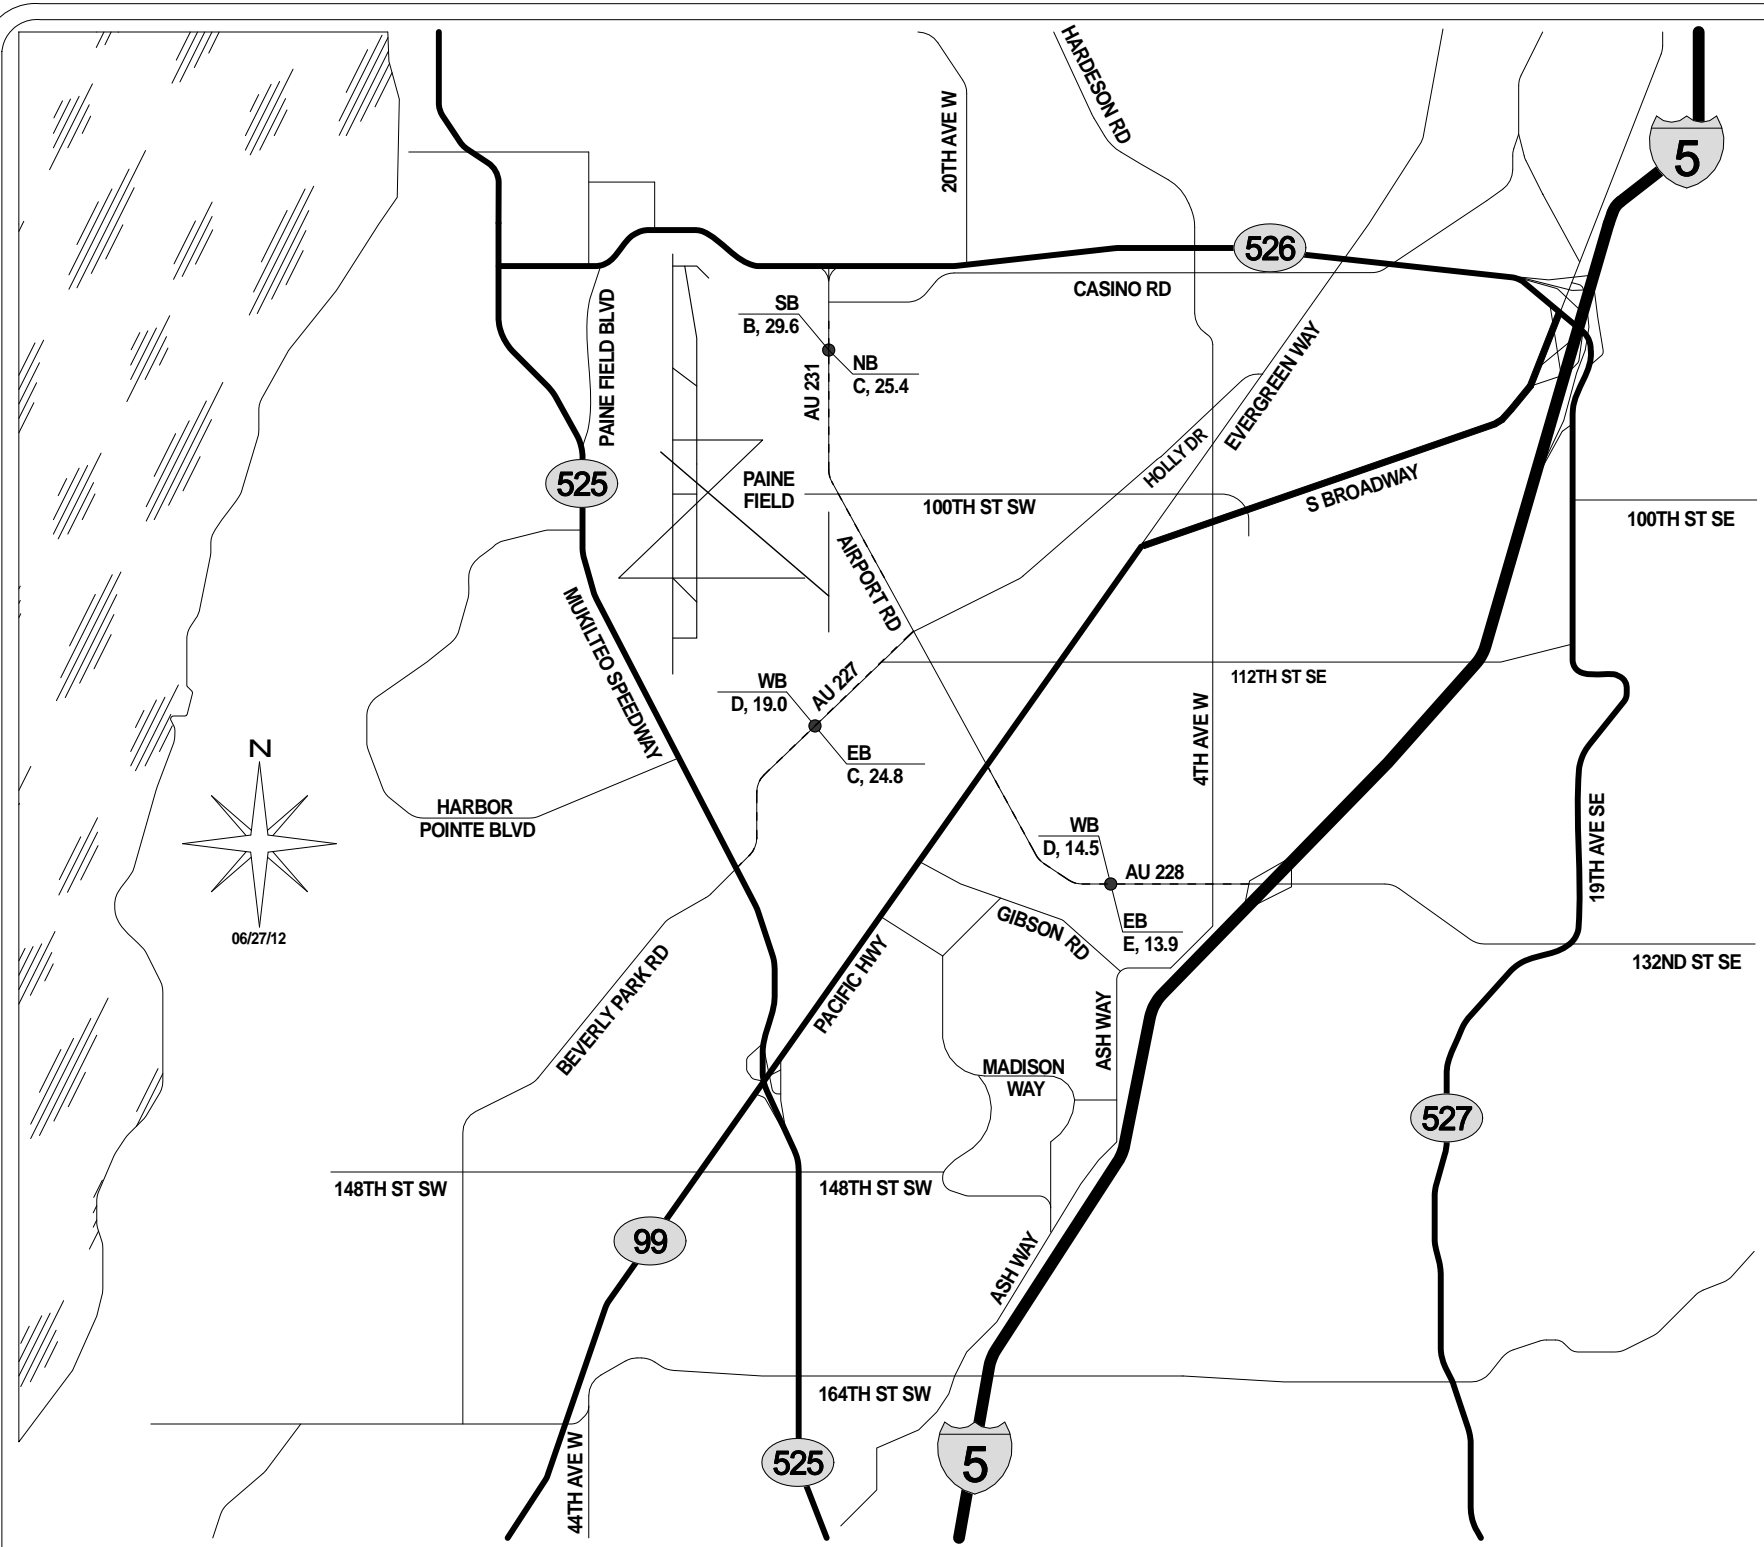 HARDESON RD
20TH AVE W
5
526
CASINO RD
SB
B, 29.6
NB
C, 25.4
AU 231
PAINE FIELD BLVD
EVERGREEN WAY
HOLLY DR
525
PAINE
FIELD
100TH ST SW
S BROADWAY
100TH ST SE
AIRPORT RD
MUKILTEO SPEEDWAY
AU 227
WB
D, 19.0
EB
C, 24.8
112TH ST SE
4TH AVE W
N
HARBOR
POINTE BLVD
WB
D, 14.5
AU 228
EB
E, 13.9
19TH AVE SE
06/27/12
GIBSON RD
PACIFIC HWY
132ND ST SE
BEVERLY PARK RD
ASH WAY
MADISON
WAY
527
148TH ST SW
148TH ST SW
99
ASH WAY
164TH ST SW
44TH AVE W
525
5